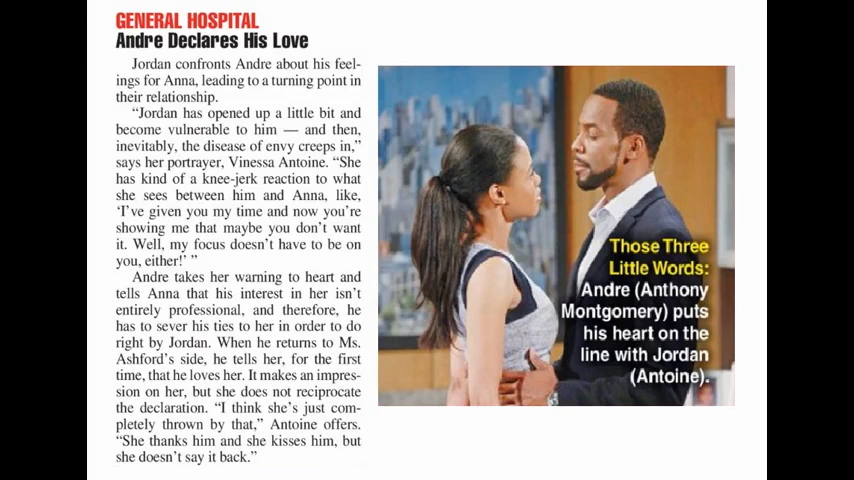 GENERAL HOSPITAL
Andre Declares His Love
Jordan confronts Andre about his feel-
ings for Anna, leading to a turning point in
their relationship.
“Jordan has opened up a little bit and
become vulnerable to him — and then,
inevitably, the disease of envy creeps in,”
says her portrayer, Vinessa Antoine. “She
has kind of a knee-jerk reaction to what
she sees between him and Anna, like,
‘I’ve given you my time and now you’re
showing me that maybe you don’t want
it. Well, my focus doesn’t have to be on
you, either!’ ”
Andre takes her warning to heart and
tells Anna that his interest in her isn’t
entirely professional, and therefore, he
has to sever his ties to her in order to do
right by Jordan. When he returns to Ms.
Ashford’s side, he tells her, for the first
time, that he loves her. It makes an impres-
sion on her, but she does not reciprocate
the declaration. “I think she’s just com-
pletely thrown by that,” Antoine offers.
“She thanks him and she kisses him, but
she doesn’t say it back.”
Those Three
Little Words:
Andre (Anthony
Montgomery) puts
his heart on the
line with Jordan
(Antoine).